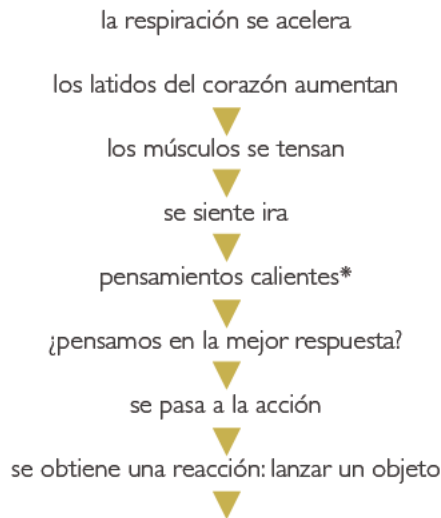 la respiración se acelera
los latidos del corazón aumentan
los músculos se tensan
se siente ira
pensamientos calientes*
¿pensamos en la mejor respuesta?
se pasa a la acción
se obtiene una reacción: lanzar un objeto